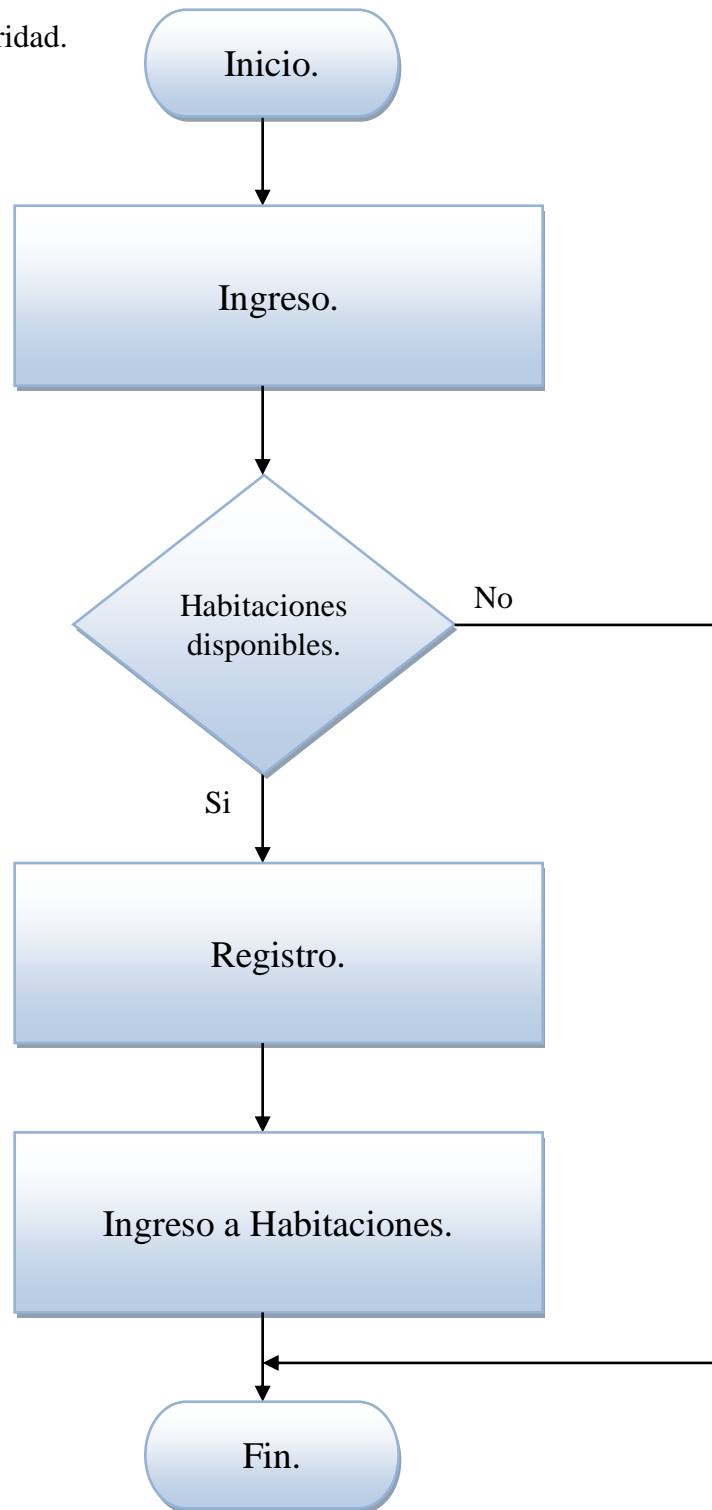 ridad.
Inicio.
Ingreso.
Habitaciones
disponibles.
No
Si
Registro.
Ingreso a Habitaciones.
Fin.